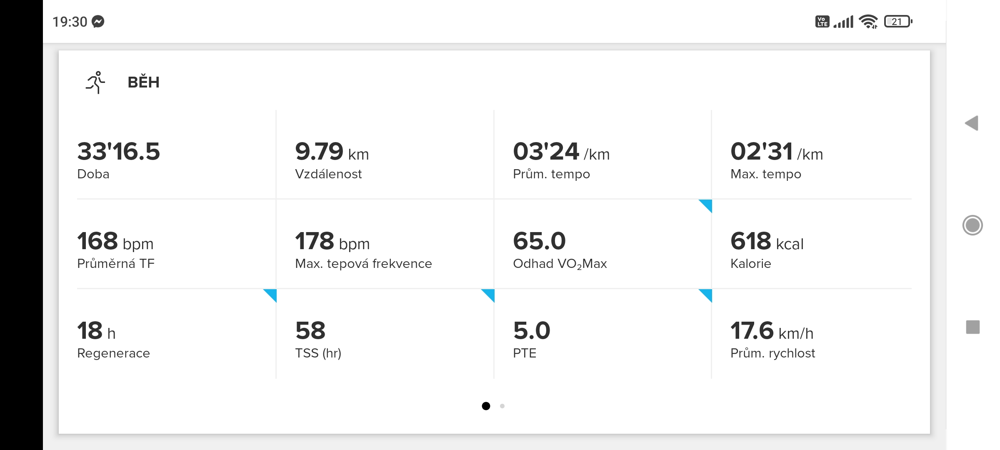 19:30
Vo LTE
21
BĚH
33'16.5
Doba
9.79 km
Vzdálenost
03'24 /km
Prům. tempo
02'31 /km
Max. tempo
168 bpm
Průměrná TF
178 bpm
Max. tepová frekvence
65.0
Odhad VO₂Max
618 kcal
Kalorie
18 h
Regenerace
58
TSS (hr)
5.0
PTE
17.6 km/h
Prům. rychlost